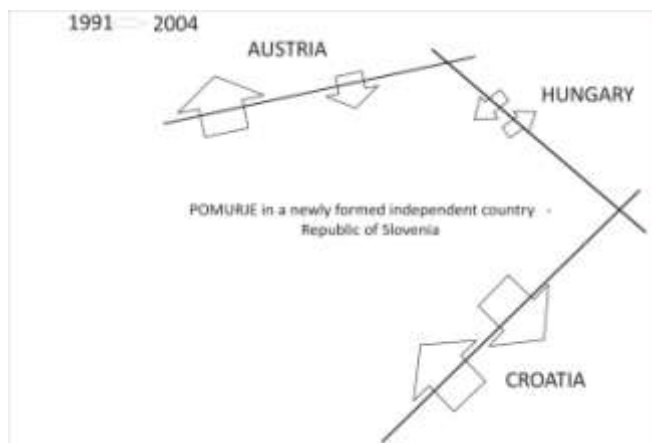 1991 2004
AUSTRIA
HUNGARY
POMURJE in a newly formed independent country -
Republic of Slovenia
CROATIA